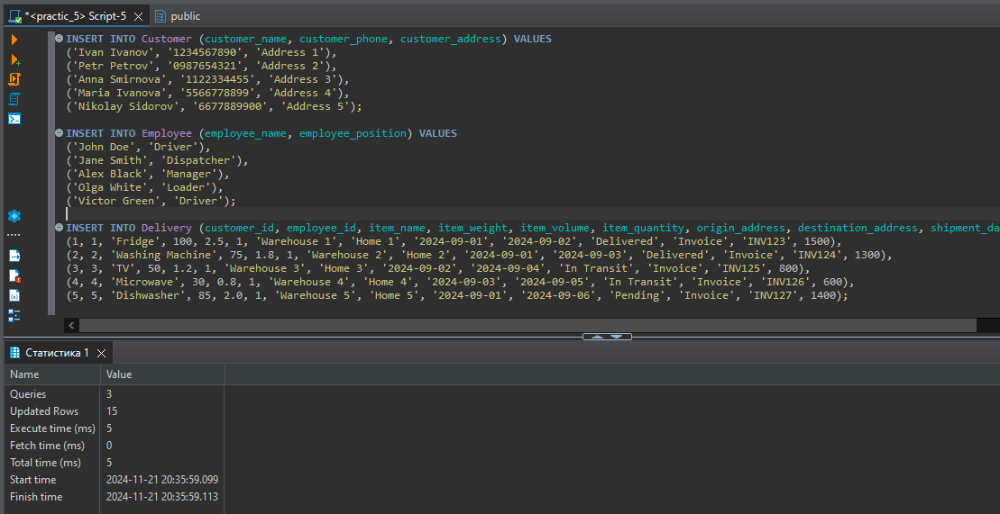 *<practic_5> Script-5
public
INSERT INTO Customer (customer_name, customer_phone, customer_address) VALUES
('Ivan Ivanov', '1234567890', 'Address 1'),
('Petr Petrov', '0987654321', 'Address 2'),
('Anna Smirnova', '1122334455', 'Address 3'),
('Maria Ivanova', '5566778899', 'Address 4'),
('Nikolay Sidorov', '6677889900', 'Address 5');
INSERT INTO Employee (employee_name, employee_position) VALUES
('John Doe', 'Driver'),
('Jane Smith', 'Dispatcher'),
('Alex Black', 'Manager'),
('Olga White', 'Loader'),
('Victor Green', 'Driver');
INSERT INTO Delivery (customer_id, employee_id, item_name, item_weight, item_volume, item_quantity, origin_address, destination_address, shipment_da
(1, 1, 'Fridge', 100, 2.5, 1, 'Warehouse 1', 'Home 1', '2024-09-01', '2024-09-02', 'Delivered', 'Invoice', 'INV123', 1500),
(2, 2, 'Washing Machine', 75, 1.8, 1, 'Warehouse 2', 'Home 2', '2024-09-01', '2024-09-03', 'Delivered', 'Invoice', 'INV124', 1300),
(3, 3, 'TV', 50, 1.2, 1, 'Warehouse 3', 'Home 3', '2024-09-02', '2024-09-04', 'In Transit', 'Invoice', 'INV125', 800),
(4, 4, 'Microwave', 30, 0.8, 1, 'Warehouse 4', 'Home 4', '2024-09-03', '2024-09-05', 'In Transit', 'Invoice', 'INV126', 600),
(5, 5, 'Dishwasher', 85, 2.0, 1, 'Warehouse 5', 'Home 5', '2024-09-01', '2024-09-06', 'Pending', 'Invoice', 'INV127', 1400);
Статистика 1
Name Value
Queries 3
Updated Rows 15
Execute time (ms) 5
Fetch time (ms) 0
Total time (ms) 5
Start time 2024-11-21 20:35:59.099
Finish time 2024-11-21 20:35:59.113